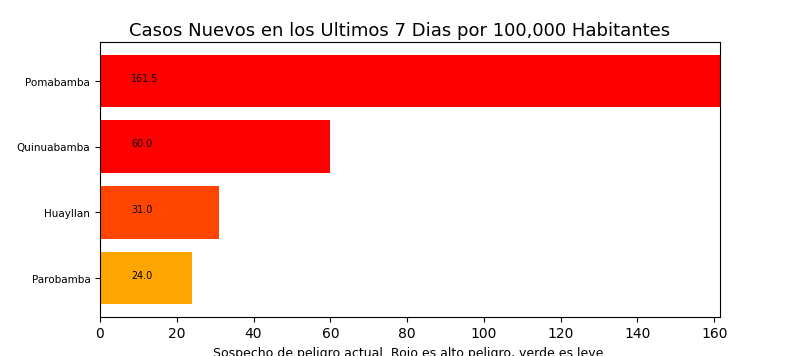 Casos Nuevos en los Ultimos 7 Dias por 100,000 Habitantes
Pomabamba 161.5
Quinuabamba 60.0
Huayllan 31.0
Parobamba 24.0
0 20 40 60 80 100 120 140 160
Sospecho de peligro actual. Rojo es alto peligro, verde es leve